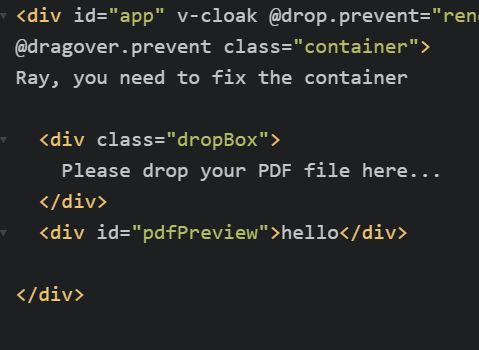 <div id="app" v-cloak @drop.prevent="
@dragover.prevent class="container">
Ray, you need to fix the container
<div class="dropBox">
Please drop your PDF file here...
</div>
<div id="pdfPreview">hello</div>
</div>